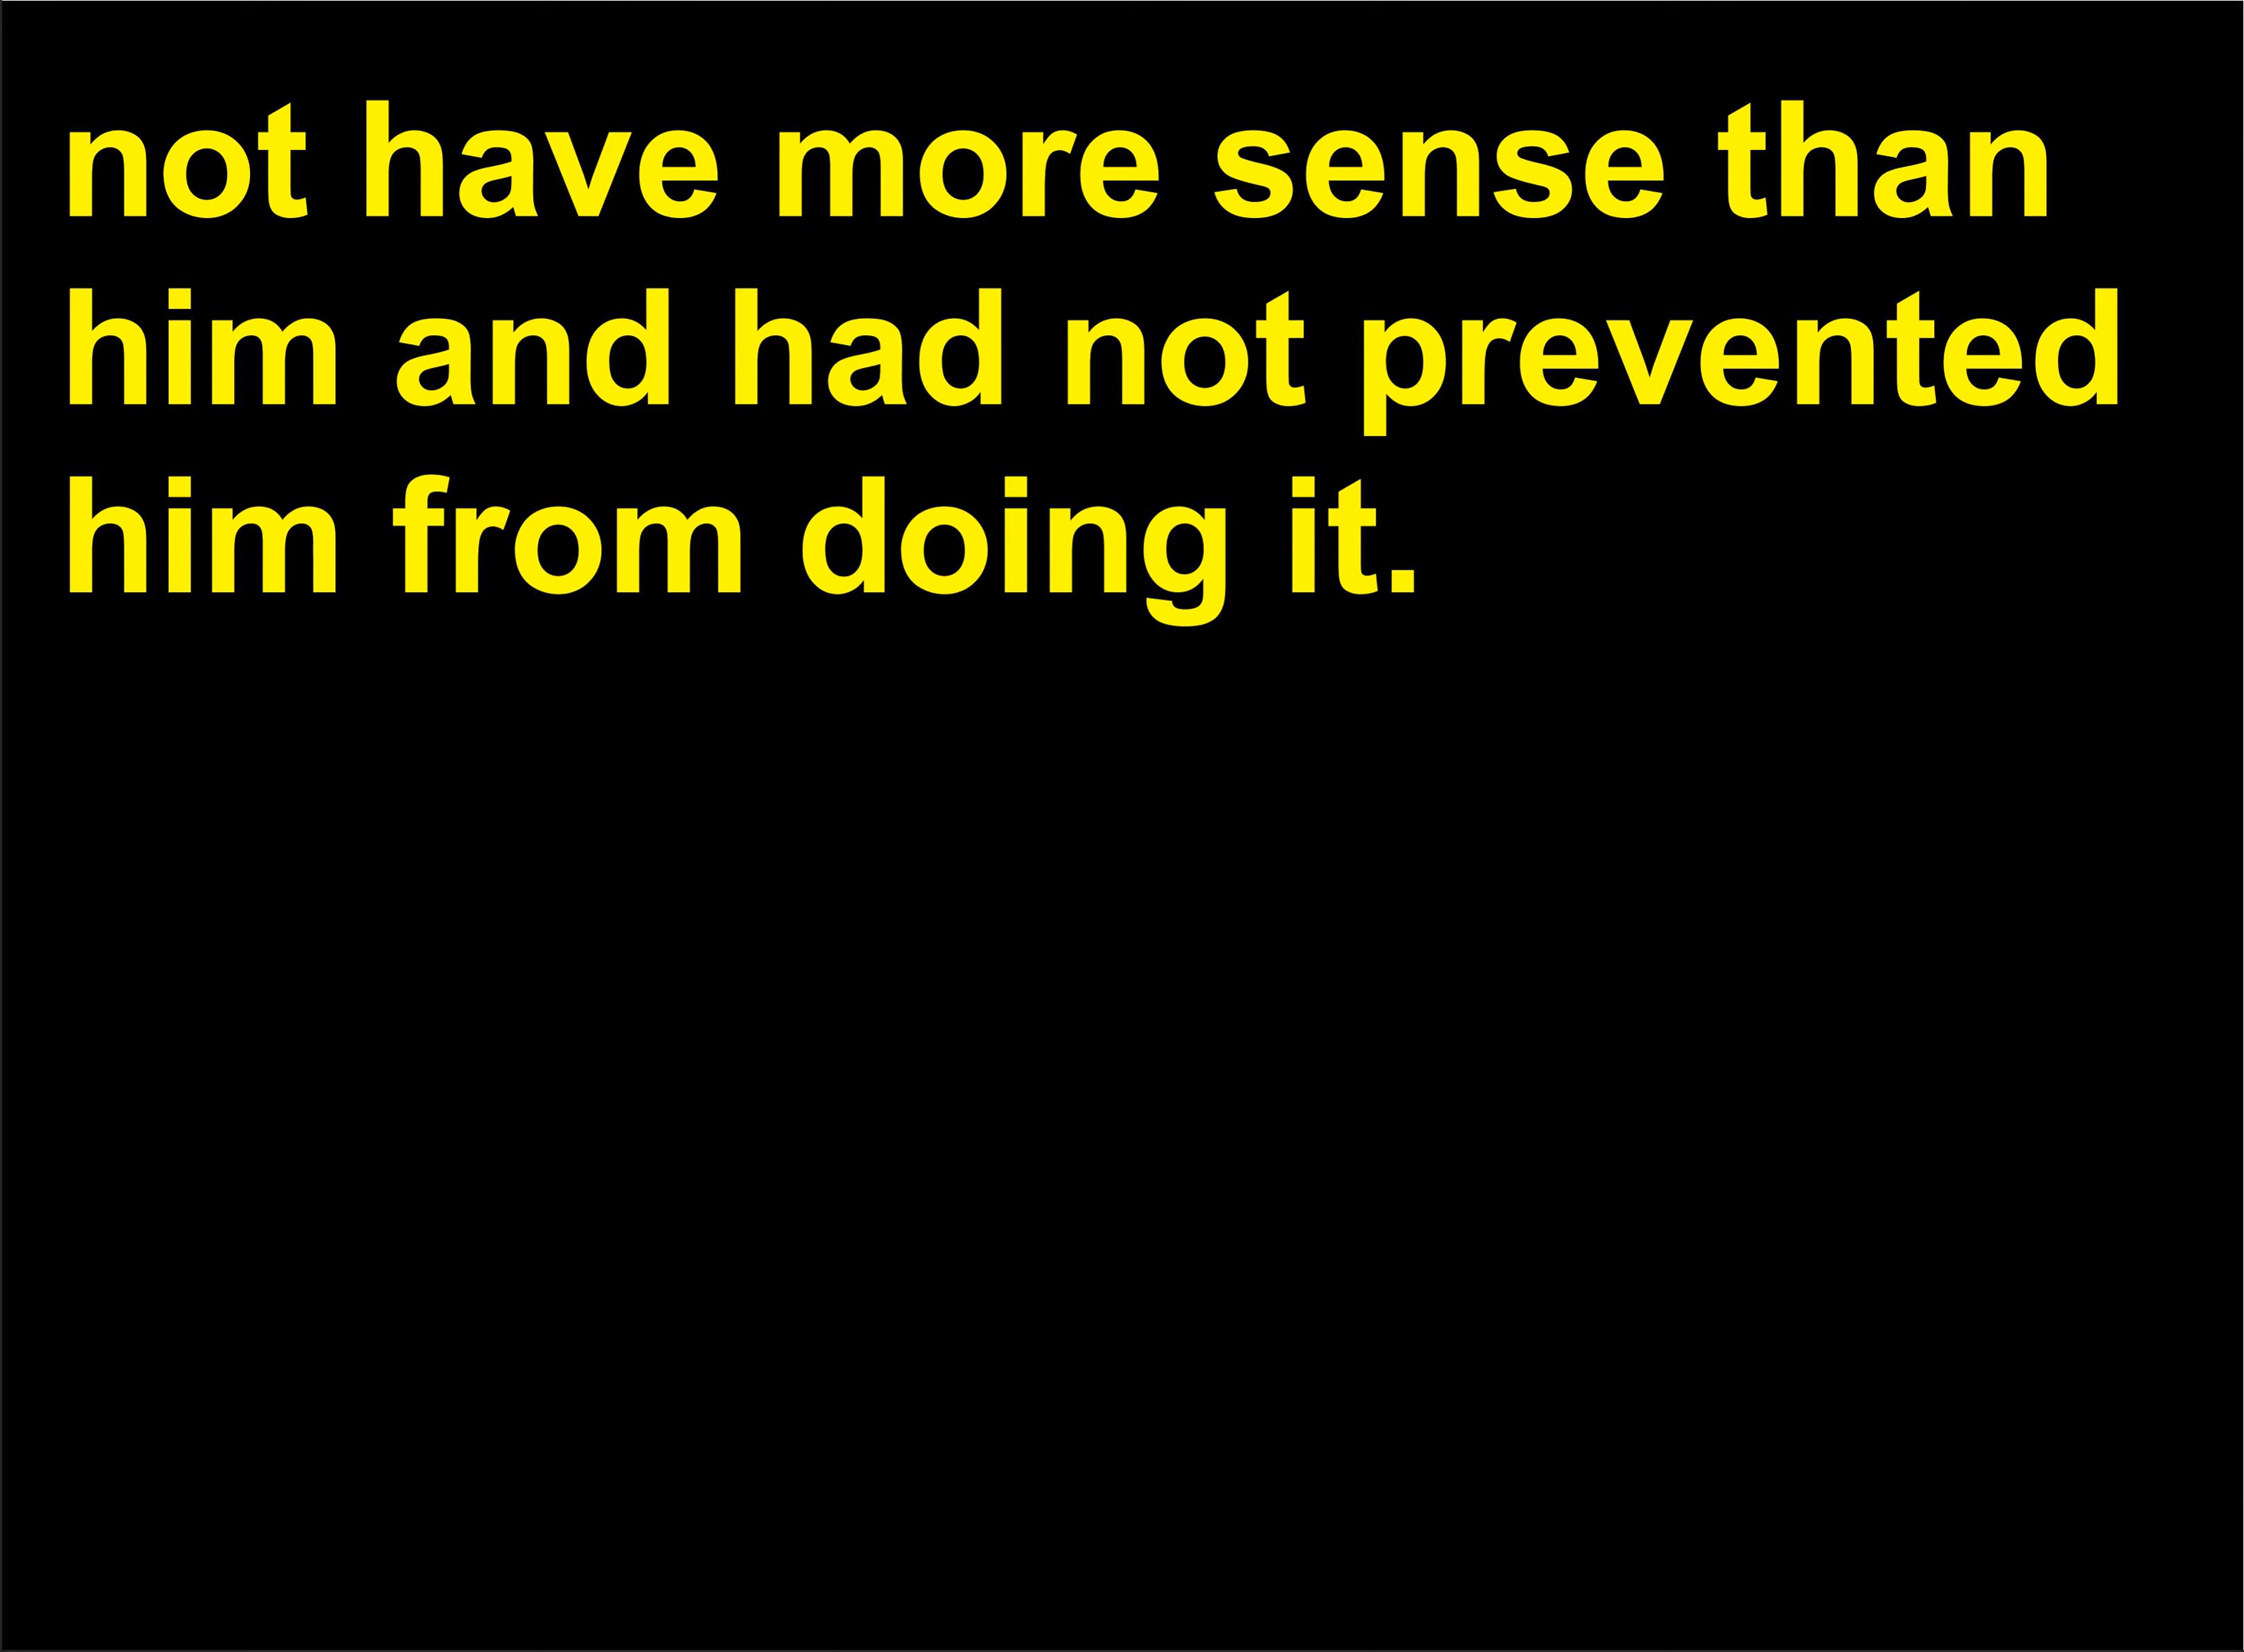 not have more sense than
him and had not prevented
him from doing it.